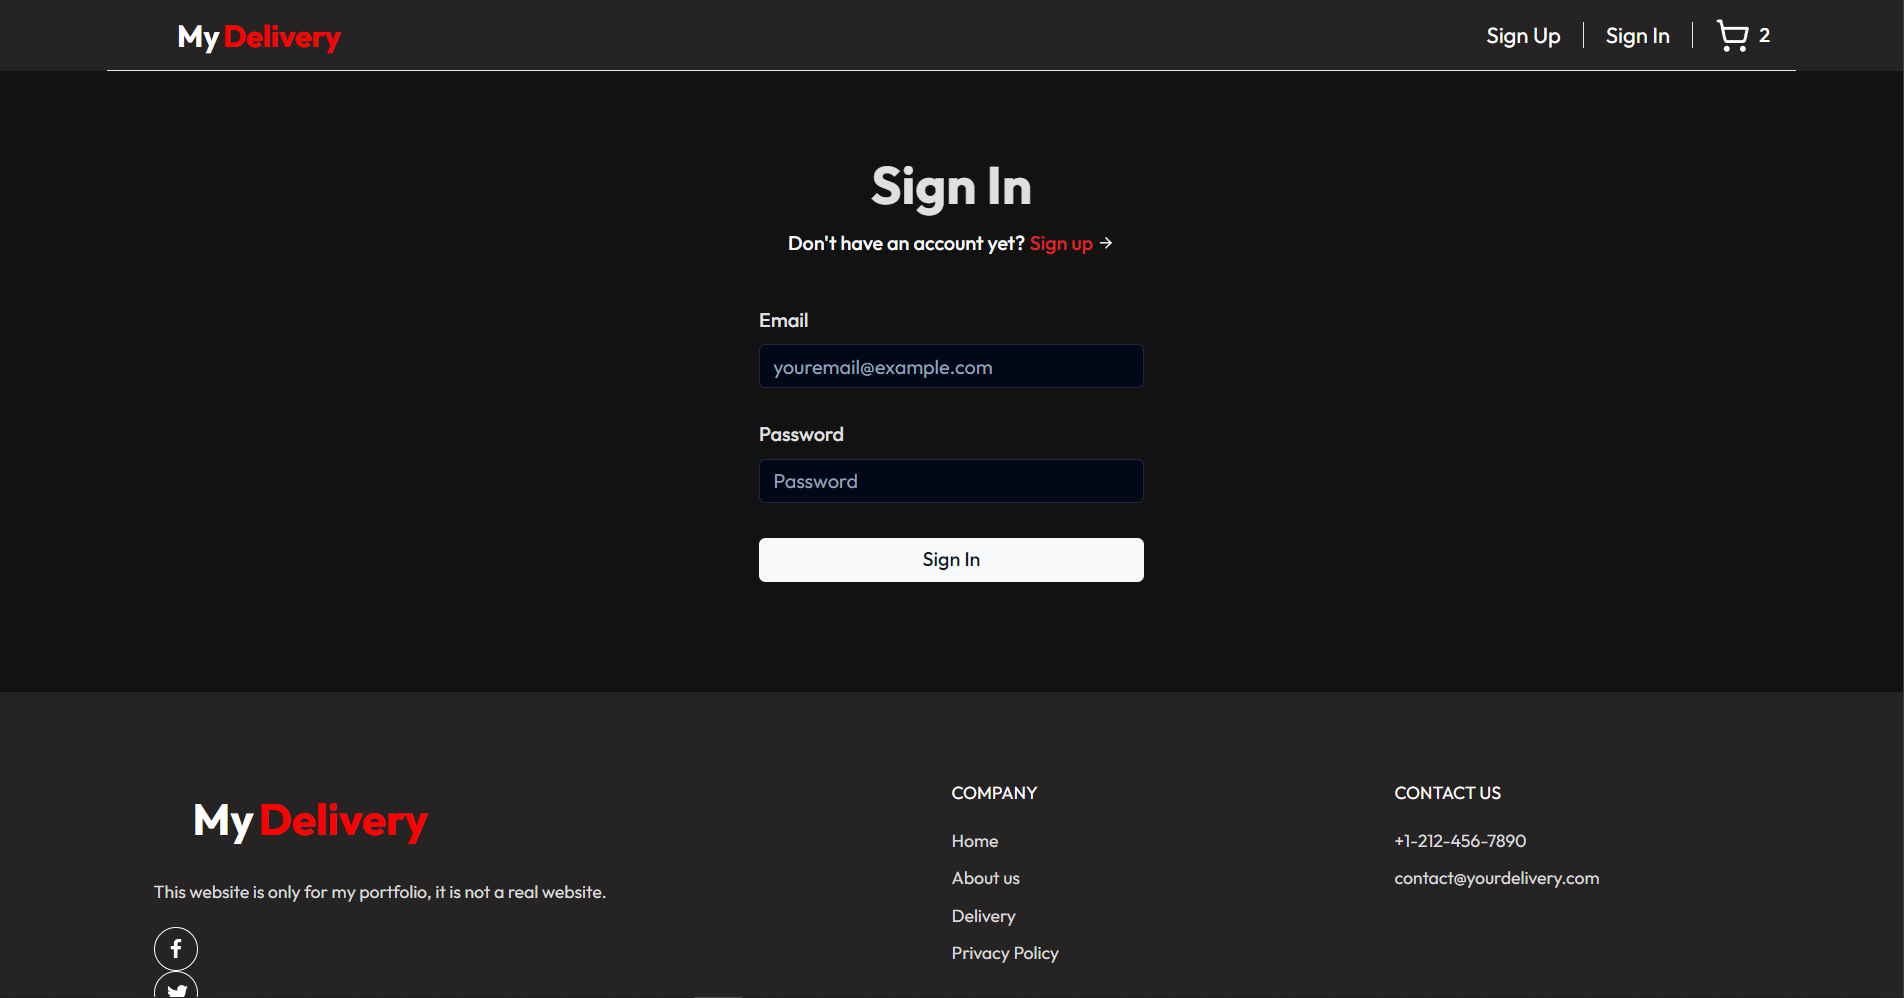 My Delivery
Sign Up
Sign In
2
Sign In
Don't have an account yet? Sign up →
Email
youremail@example.com
Password
Password
Sign In
My Delivery
This website is only for my portfolio, it is not a real website.
COMPANY
Home
About us
Delivery
Privacy Policy
CONTACT US
+1-212-456-7890
contact@yourdelivery.com